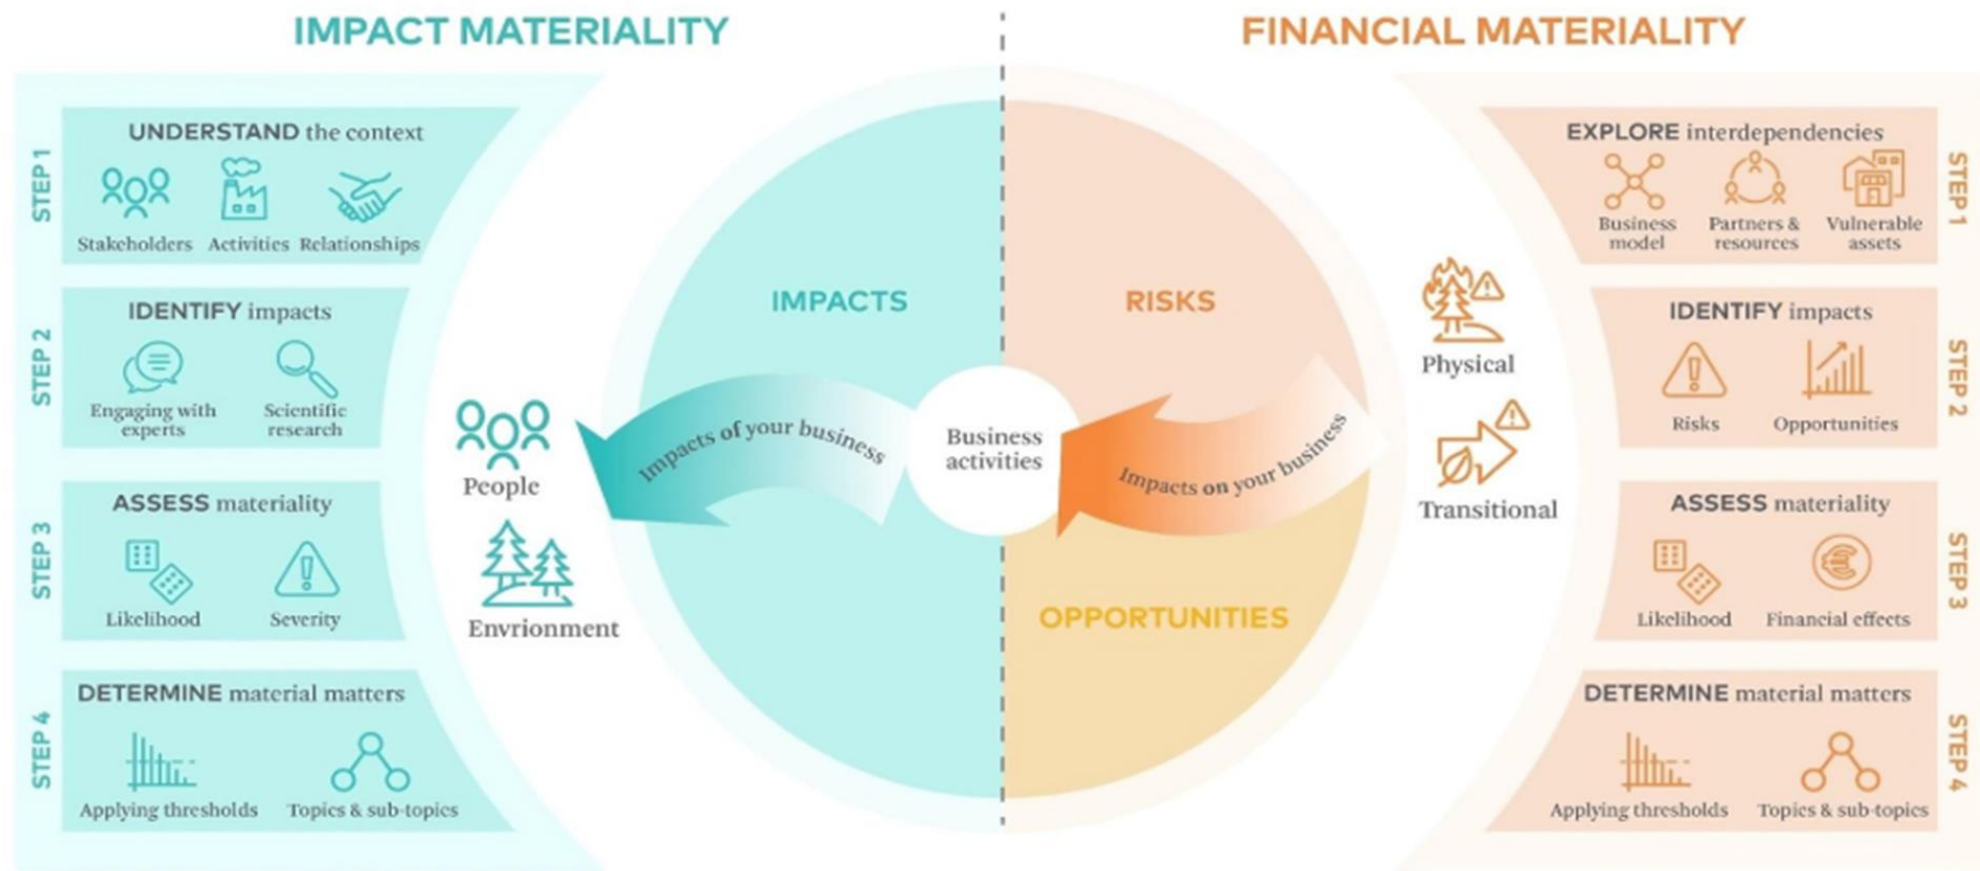 IMPACT MATERIALITY
FINANCIAL MATERIALITY
STEP 1
UNDERSTAND the context
Stakeholders
Activities
Relationships
STEP 2
IDENTIFY impacts
Engaging with
experts
Scientific
research
STEP 3
ASSESS materiality
Likelihood
Severity
STEP 4
DETERMINE material matters
Applying thresholds
Topics & sub-topics
People
Envrionment
IMPACTS
Impacts of your business
Business
activities
RISKS
Impacts on your business
OPPORTUNITIES
Physical
Transitional
STEP 1
EXPLORE interdependencies
Business
model
Partners &
resources
Vulnerable
assets
STEP 2
IDENTIFY impacts
Risks
Opportunities
STEP 3
ASSESS materiality
Likelihood
Financial effects
STEP 4
DETERMINE material matters
Applying thresholds
Topics & sub-topics